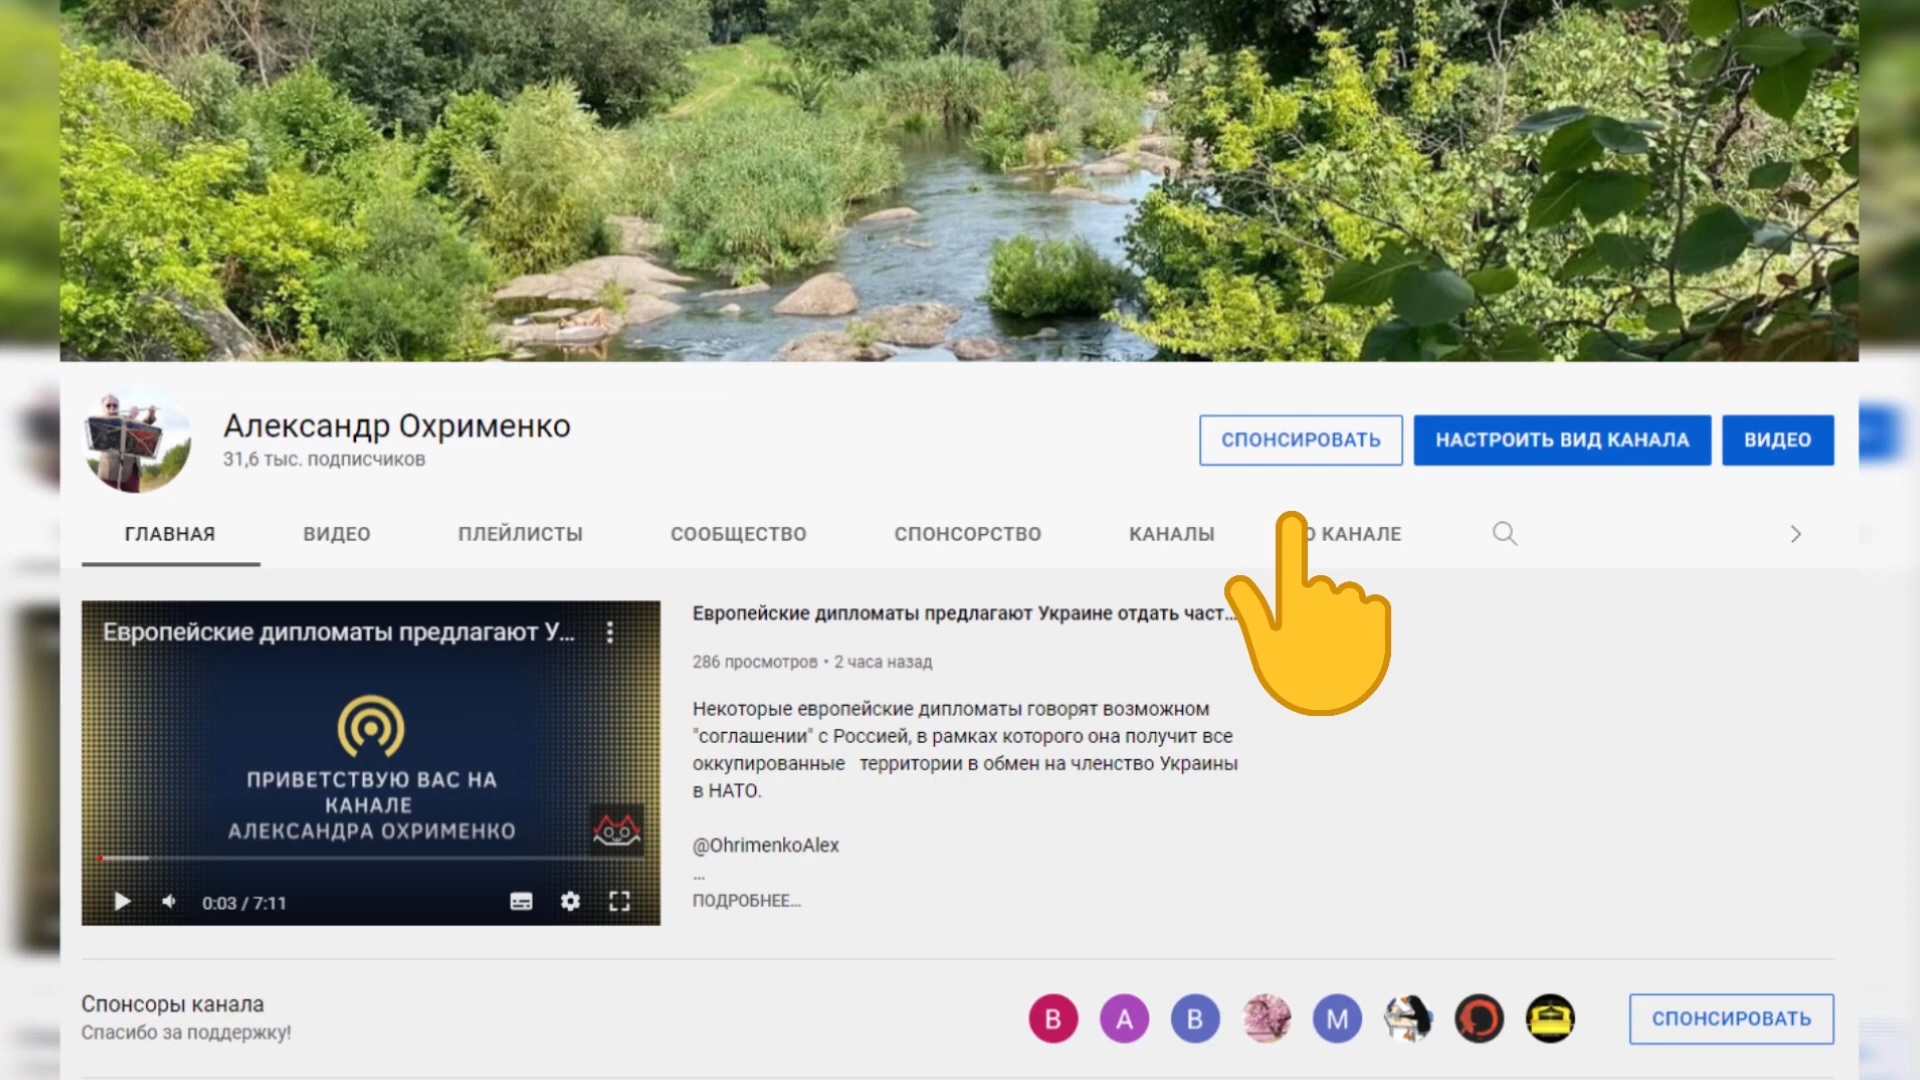 Александр Охрименко
31,6 тыс. подписчиков
СПОНСИРОВАТЬ
НАСТРОИТЬ ВИД КАНАЛА
ВИДЕО
ГЛАВНАЯ
ВИДЕО
ПЛЕЙЛИСТЫ
СООБЩЕСТВО
СПОНСОРСТВО
КАНАЛЫ
О КАНАЛЕ
Европейские дипломаты предлагают У...
ПРИВЕТСТВУЮ ВАС НА
КАНАЛЕ
АЛЕКСАНДРА ОХРИМЕНКО
0:03 / 7:11
Европейские дипломаты предлагают Украине отдать част...
286 просмотров • 2 часа назад
Некоторые европейские дипломаты говорят возможном
"соглашении" с Россией, в рамках которого она получит все
оккупированные территории в обмен на членство Украины
в НАТО.
@OhrimenkoAlex
...
ПОДРОБНЕЕ...
Спонсоры канала
Спасибо за поддержку!
В
А
В
М
СПОНСИРОВАТЬ